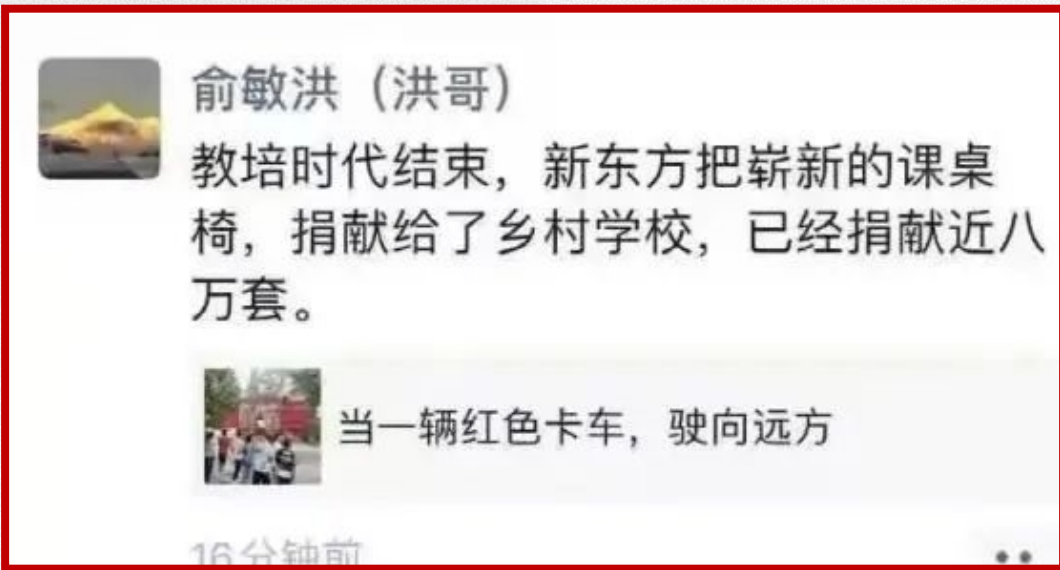 俞敏洪（洪哥）
教培时代结束，新东方把崭新的课桌
椅，捐献给了乡村学校，已经捐献近八
万套。
当一辆红色卡车，驶向远方
16分钟前